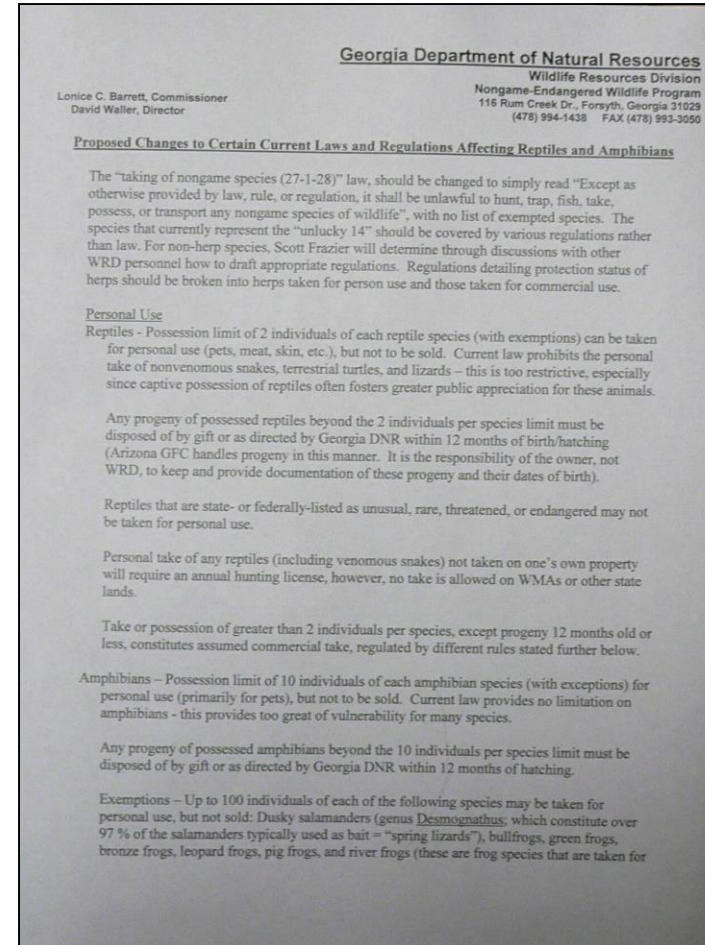 Georgia Department of Natural Resources
Wildlife Resources Division
Nongame-Endangered Wildlife Program
116 Rum Creek Dr., Forsyth, Georgia 31029
(478) 994-1438 FAX (478) 993-3050
Lonice C. Barrett, Commissioner
David Waller, Director
Proposed Changes to Certain Current Laws and Regulations Affecting Reptiles and Amphibians
The “taking of nongame species (27-1-28)” law, should be changed to simply read “Except as
otherwise provided by law, rule, or regulation, it shall be unlawful to hunt, trap, fish, take,
possess, or transport any nongame species of wildlife”, with no list of exempted species. The
species that currently represent the “unlucky 14” should be covered by various regulations rather
than law. For non-herp species, Scott Frazier will determine through discussions with other
WRD personnel how to draft appropriate regulations. Regulations detailing protection status of
herps should be broken into herps taken for person use and those taken for commercial use.
Personal Use
Reptiles - Possession limit of 2 individuals of each reptile species (with exemptions) can be taken
for personal use (pets, meat, skin, etc.), but not to be sold. Current law prohibits the personal
take of nonvenomous snakes, terrestrial turtles, and lizards – this is too restrictive, especially
since captive possession of reptiles often fosters greater public appreciation for these animals.
Any progeny of possessed reptiles beyond the 2 individuals per species limit must be
disposed of by gift or as directed by Georgia DNR within 12 months of birth/hatching
(Arizona GFC handles progeny in this manner. It is the responsibility of the owner, not
WRD, to keep and provide documentation of these progeny and their dates of birth).
Reptiles that are state- or federally-listed as unusual, rare, threatened, or endangered may not
be taken for personal use.
Personal take of any reptiles (including venomous snakes) not taken on one’s own property
will require an annual hunting license, however, no take is allowed on WMAs or other state
lands.
Take or possession of greater than 2 individuals per species, except progeny 12 months old or
less, constitutes assumed commercial take, regulated by different rules stated further below.
Amphibians – Possession limit of 10 individuals of each amphibian species (with exceptions) for
personal use (primarily for pets), but not to be sold. Current law provides no limitation on
amphibians - this provides too great of vulnerability for many species.
Any progeny of possessed amphibians beyond the 10 individuals per species limit must be
disposed of by gift or as directed by Georgia DNR within 12 months of hatching.
Exemptions – Up to 100 individuals of each of the following species may be taken for
personal use, but not sold: Dusky salamanders (genus Desmognathus; which constitute over
97 % of the salamanders typically used as bait = “spring lizards”), bullfrogs, green frogs,
bronze frogs, leopard frogs, pig frogs, and river frogs (these are frog species that are taken for